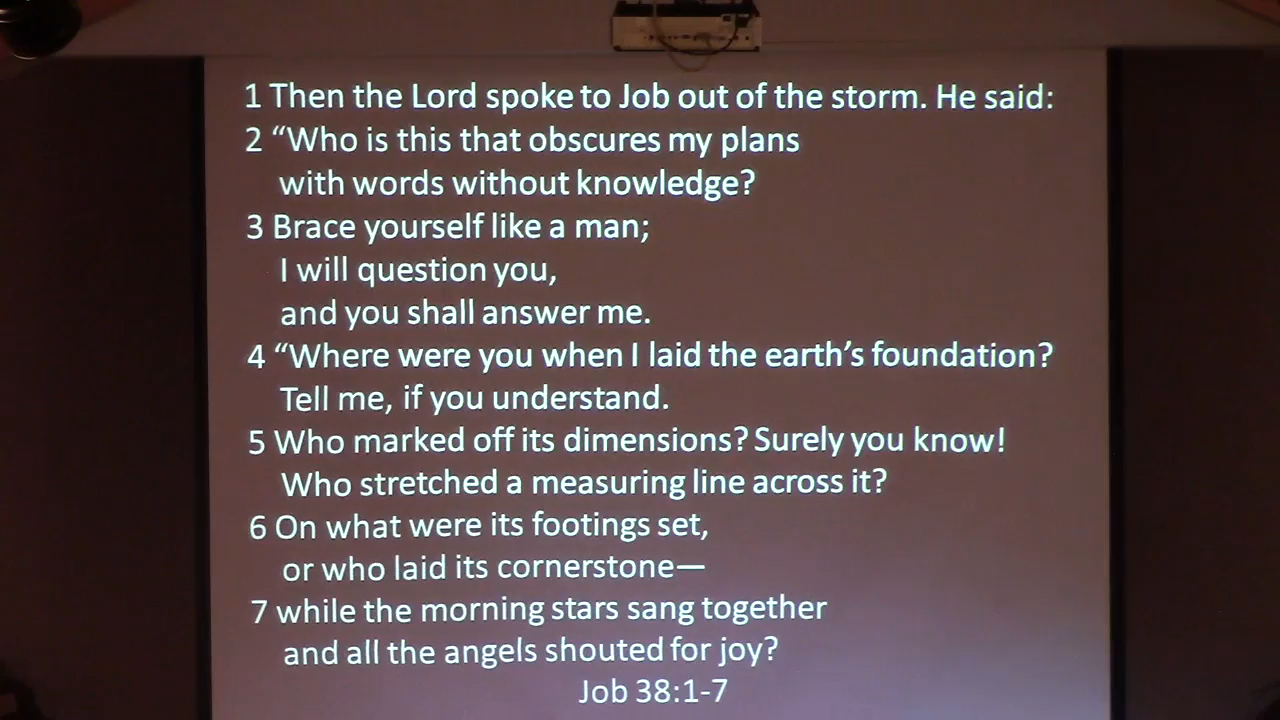 1 Then the Lord spoke to Job out of the storm. He said:
2 “Who is this that obscures my plans
with words without knowledge?
3 Brace yourself like a man;
I will question you,
and you shall answer me.
4 “Where were you when I laid the earth’s foundation?
Tell me, if you understand.
5 Who marked off its dimensions? Surely you know!
Who stretched a measuring line across it?
6 On what were its footings set,
or who laid its cornerstone—
7 while the morning stars sang together
and all the angels shouted for joy?
Job 38:1-7